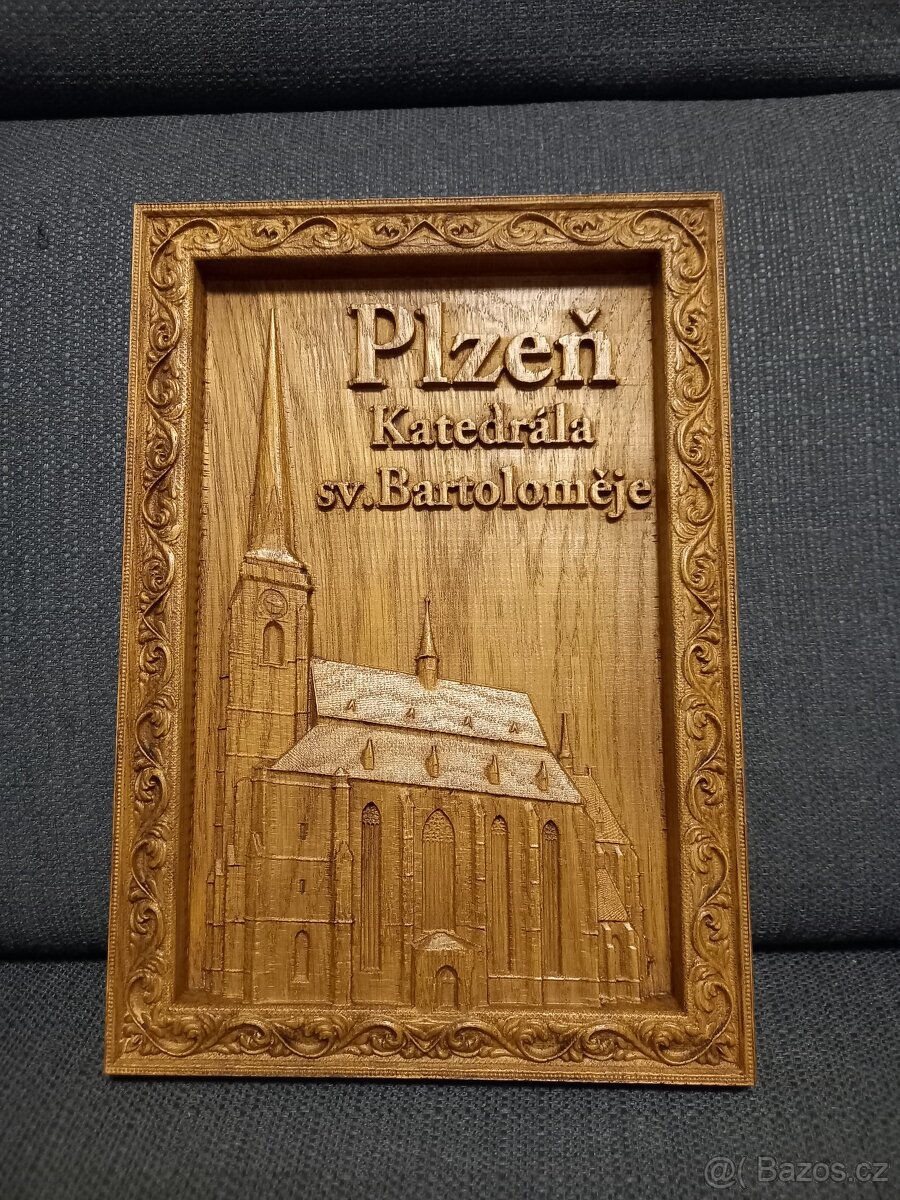 Plzeň
Katedrála
sv.Bartoloměje
@( Bazos.cz